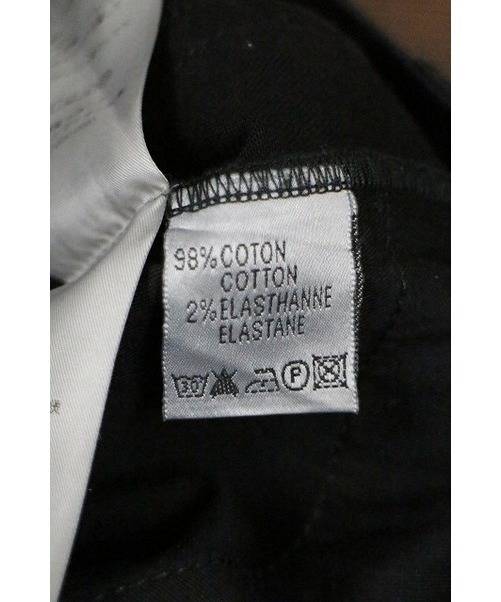 98% COTON
COTTON
2% ELASTHANNE
ELASTANE
30° P